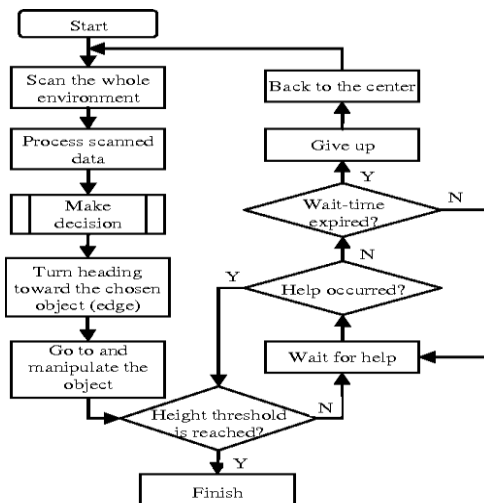 Start
Scan the whole
environment
Process scanned
data
Make
decision
Turn heading
toward the chosen
object (edge)
Go to and
manipulate the
object
Height threshold
is reached?
Y
Finish
N
Wait for help
Help occurred?
Y
N
Wait-time
expired?
N
Y
Give up
Back to the center